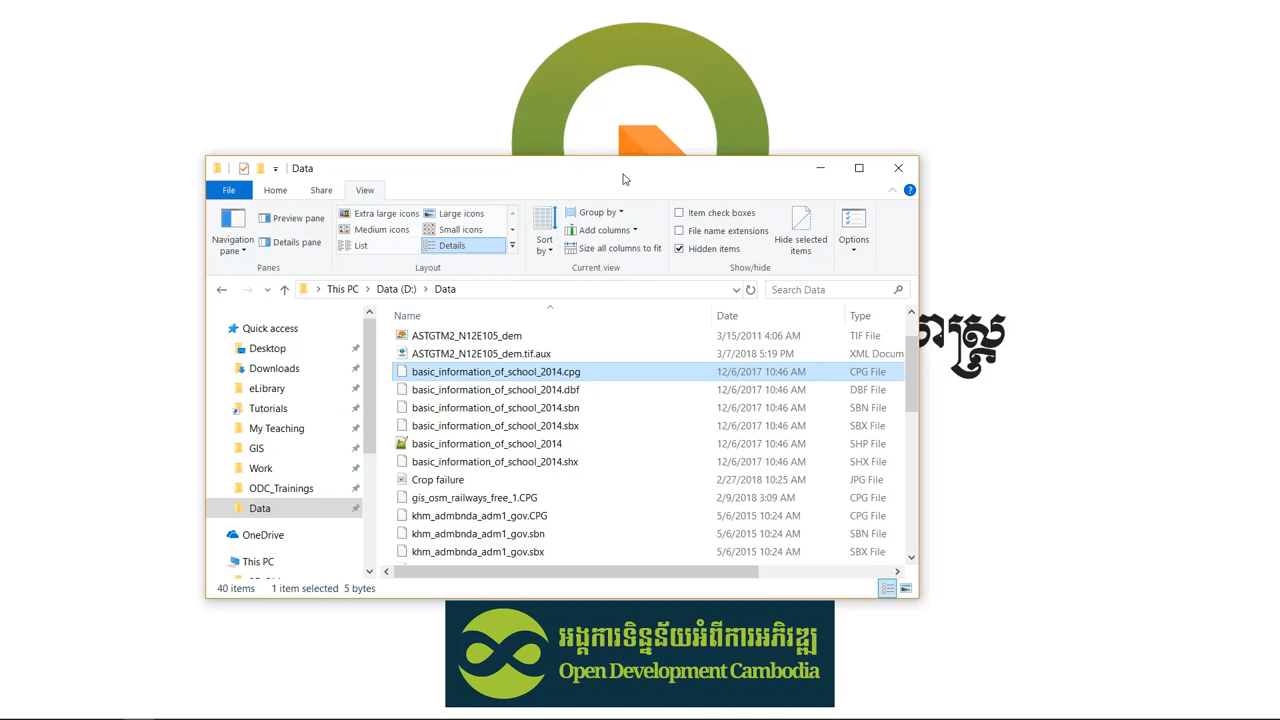 Data
File Home Share View
Navigation pane
Preview pane
Details pane
Panes
Extra large icons Large icons
Medium icons Small icons
List Details
Layout
Sort by
Group by
Add columns
Size all columns to fit
Current view
Item check boxes
File name extensions
Hidden items
Hide selected items
Show/hide
Options
This PC > Data (D:) > Data
Search Data
Quick access
Desktop
Downloads
eLibrary
Tutorials
My Teaching
GIS
Work
ODC_Trainings
Data
OneDrive
This PC
Name Date Type
ASTGTM2_N12E105_dem 3/15/2011 4:06 AM TIF File
ASTGTM2_N12E105_dem.tif.aux 3/7/2018 5:19 PM XML Docum
basic_information_of_school_2014.cpg 12/6/2017 10:46 AM CPG File
basic_information_of_school_2014.dbf 12/6/2017 10:46 AM DBF File
basic_information_of_school_2014.sbn 12/6/2017 10:46 AM SBN File
basic_information_of_school_2014.sbx 12/6/2017 10:46 AM SBX File
basic_information_of_school_2014 12/6/2017 10:46 AM SHP File
basic_information_of_school_2014.shx 12/6/2017 10:46 AM SHX File
Crop failure 2/27/2018 10:25 AM JPG File
gis_osm_railways_free_1.CPG 2/9/2018 3:09 AM CPG File
khm_admbnda_adm1_gov.CPG 5/6/2015 10:24 AM CPG File
khm_admbnda_adm1_gov.sbn 5/6/2015 10:24 AM SBN File
khm_admbnda_adm1_gov.sbx 5/6/2015 10:24 AM SBX File
40 items 1 item selected 5 bytes
អង្គការទិន្នន័យអំពីការអភិវឌ្ឍ
Open Development Cambodia